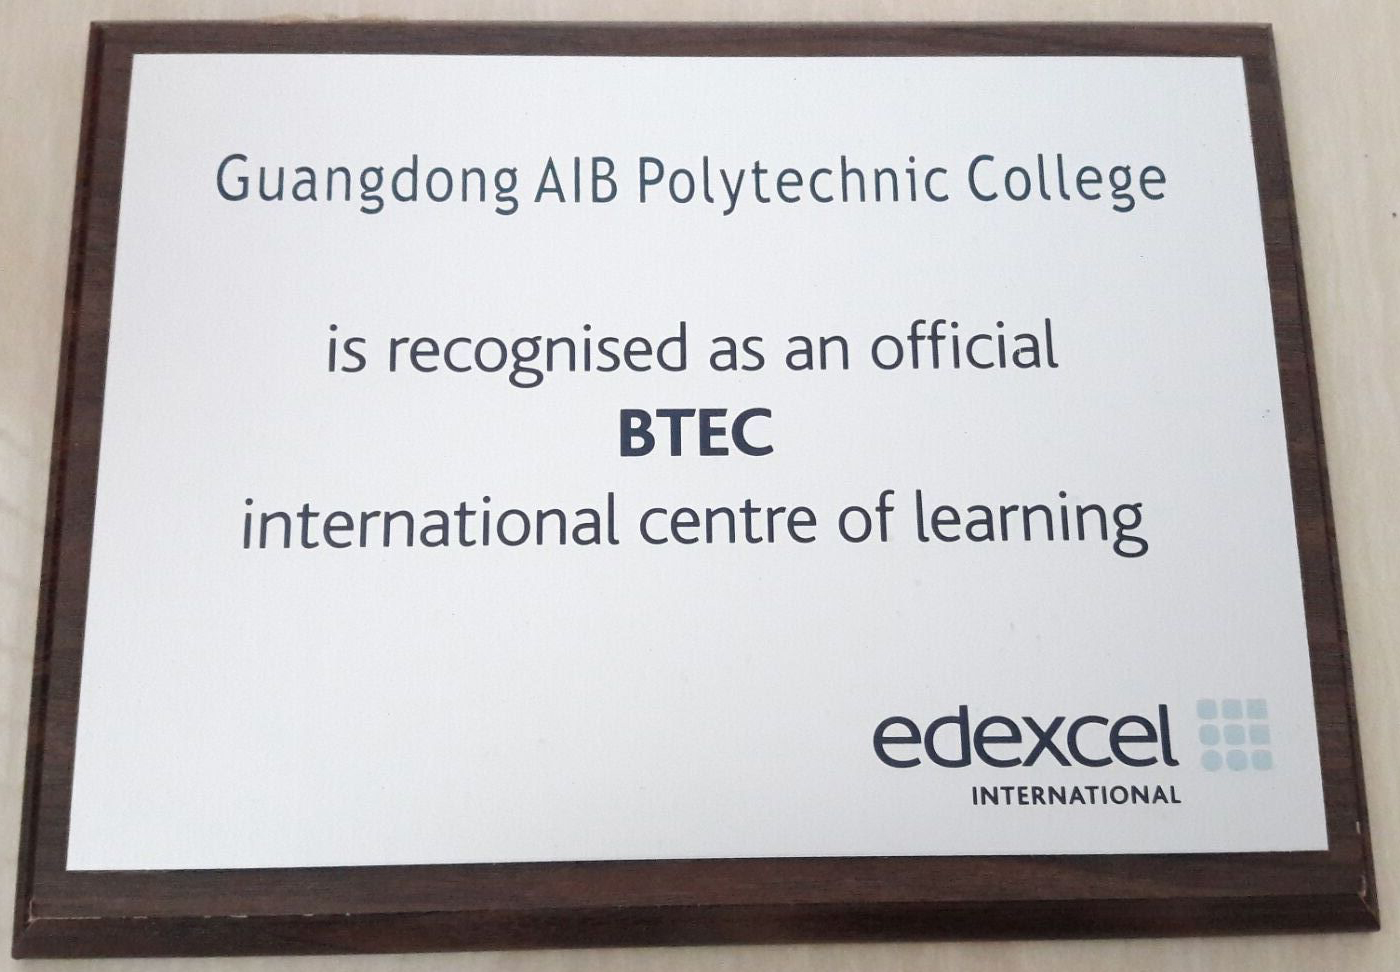 Guangdong AIB Polytechnic College
is recognised as an official
BTEC
international centre of learning
edexcel
INTERNATIONAL